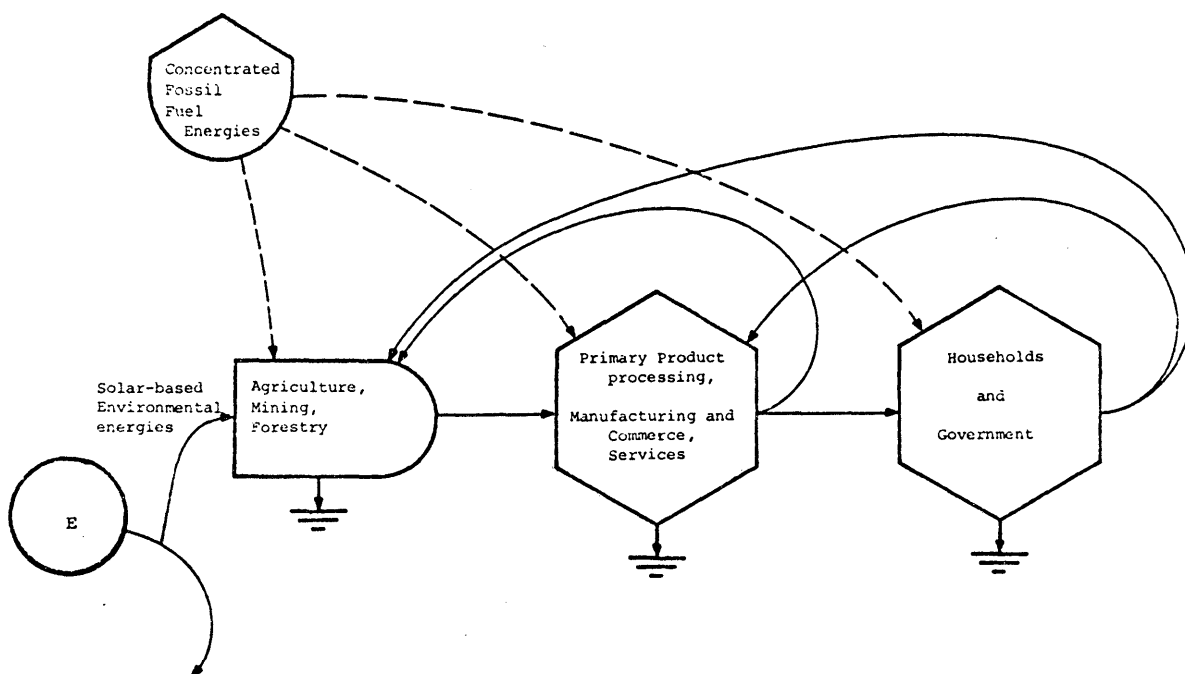 Concentrated
Fossil
Fuel
Energies
Solar-based
Environmental
energies
Agriculture,
Mining,
Forestry
Primary Product
processing,
Manufacturing and
Commerce,
Services
Households
and
Government
E